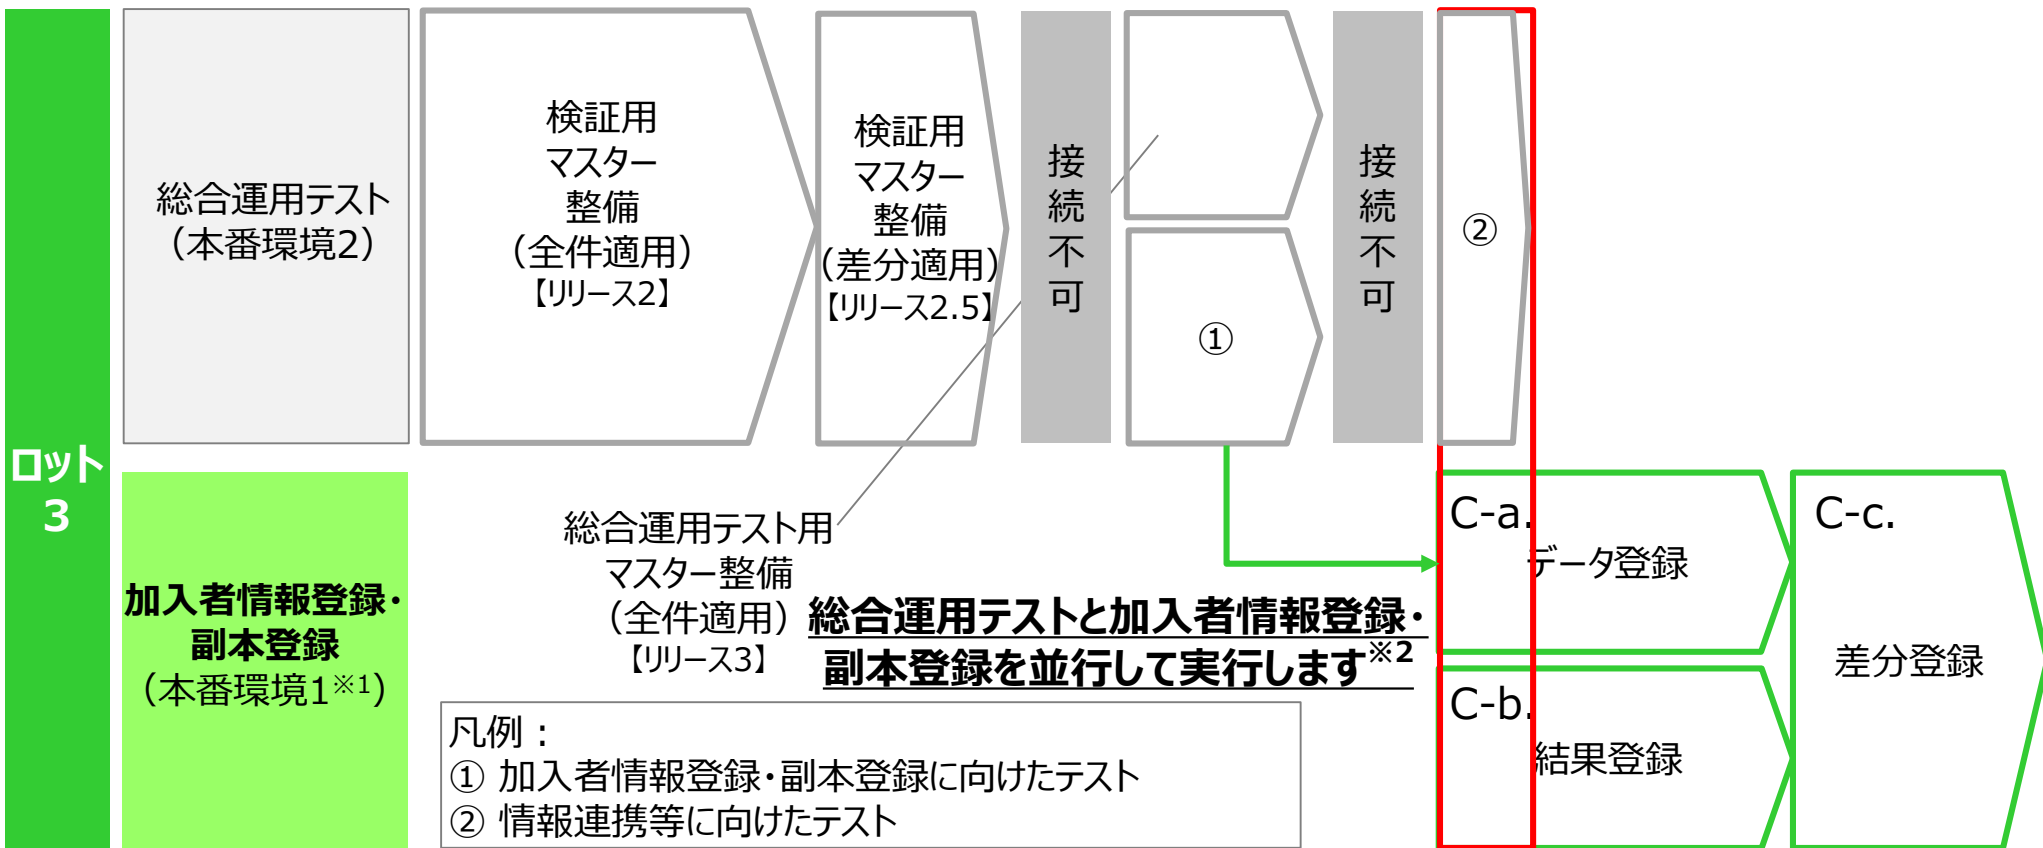 ロット
3
総合運用テスト
（本番環境2）
検証用
マスター
整備
（全件適用）
【リリース2】
検証用
マスター
整備
（差分適用）
【リリース2.5】
接続不可
①
接続不可
②
加入者情報登録・
副本登録
（本番環境1※1）
総合運用テスト用
マスター整備
（全件適用）
【リリース3】
総合運用テストと加入者情報登録・
副本登録を並行して実行します※2
C-a.
データ登録
C-b.
結果登録
C-c.
差分登録
凡例：
① 加入者情報登録・副本登録に向けたテスト
② 情報連携等に向けたテスト